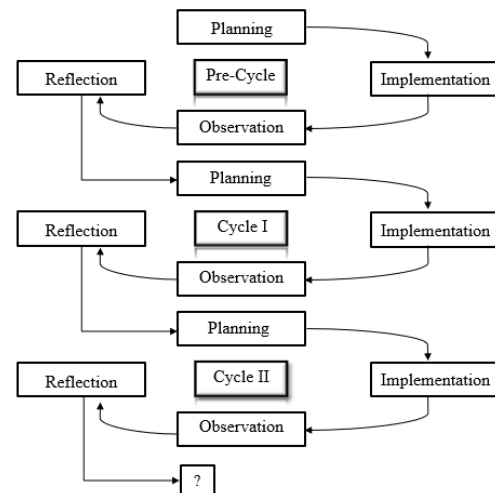 Planning
Reflection
Pre-Cycle
Implementation
Observation
Planning
Reflection
Cycle I
Implementation
Observation
Planning
Reflection
Cycle II
Implementation
Observation
?